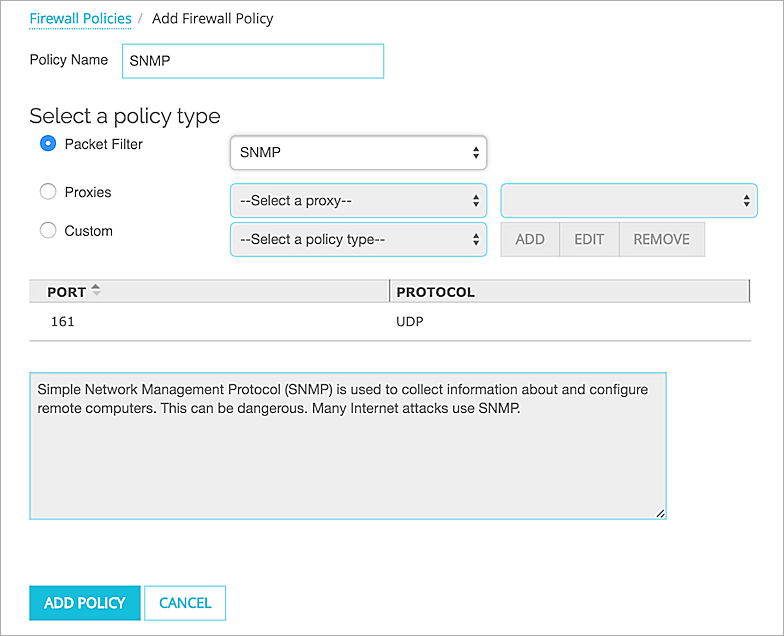 Firewall Policies / Add Firewall Policy
Policy Name SNMP
Select a policy type
Packet Filter SNMP
Proxies --Select a proxy--
Custom --Select a policy type-- ADD EDIT REMOVE
PORT PROTOCOL
161 UDP
Simple Network Management Protocol (SNMP) is used to collect information about and configure
remote computers. This can be dangerous. Many Internet attacks use SNMP.
ADD POLICY CANCEL